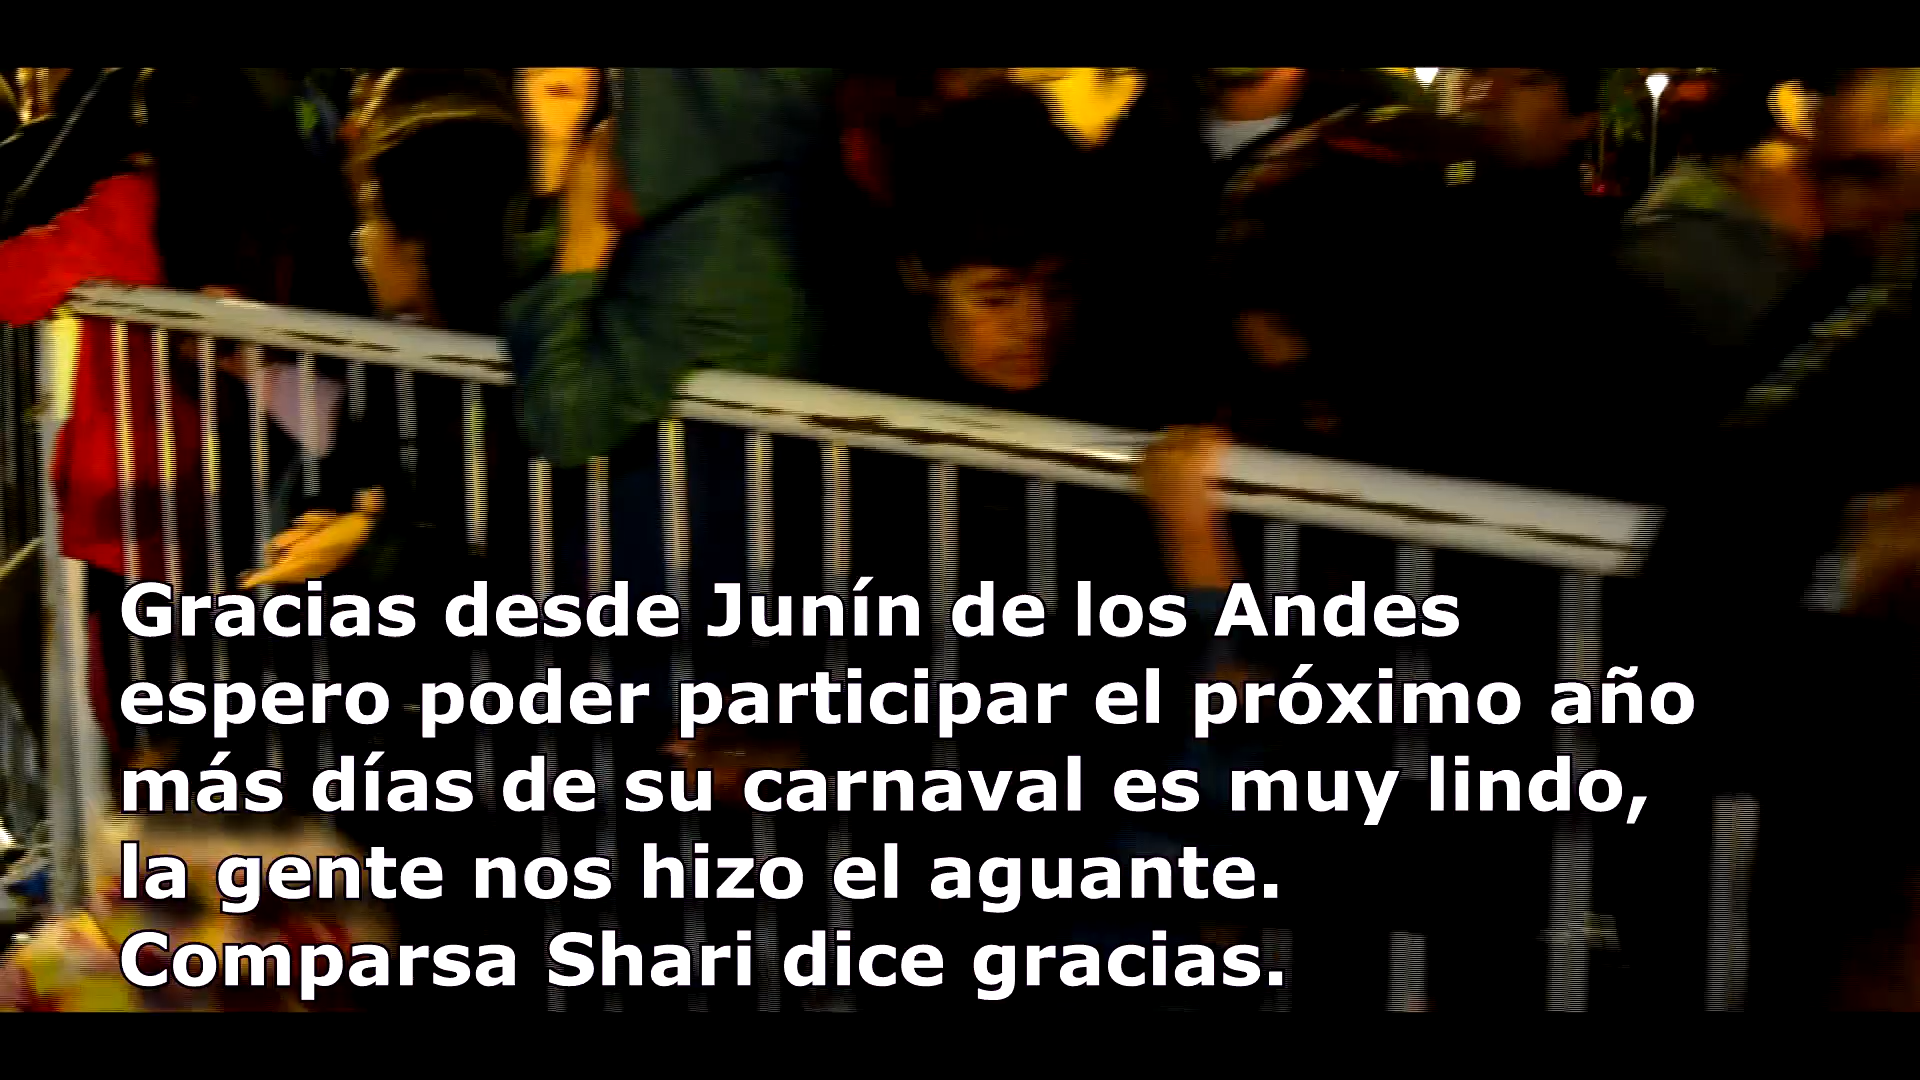 Gracias desde Junín de los Andes
espero poder participar el próximo año
más días de su carnaval es muy lindo,
la gente nos hizo el aguante.
Comparsa Shari dice gracias.